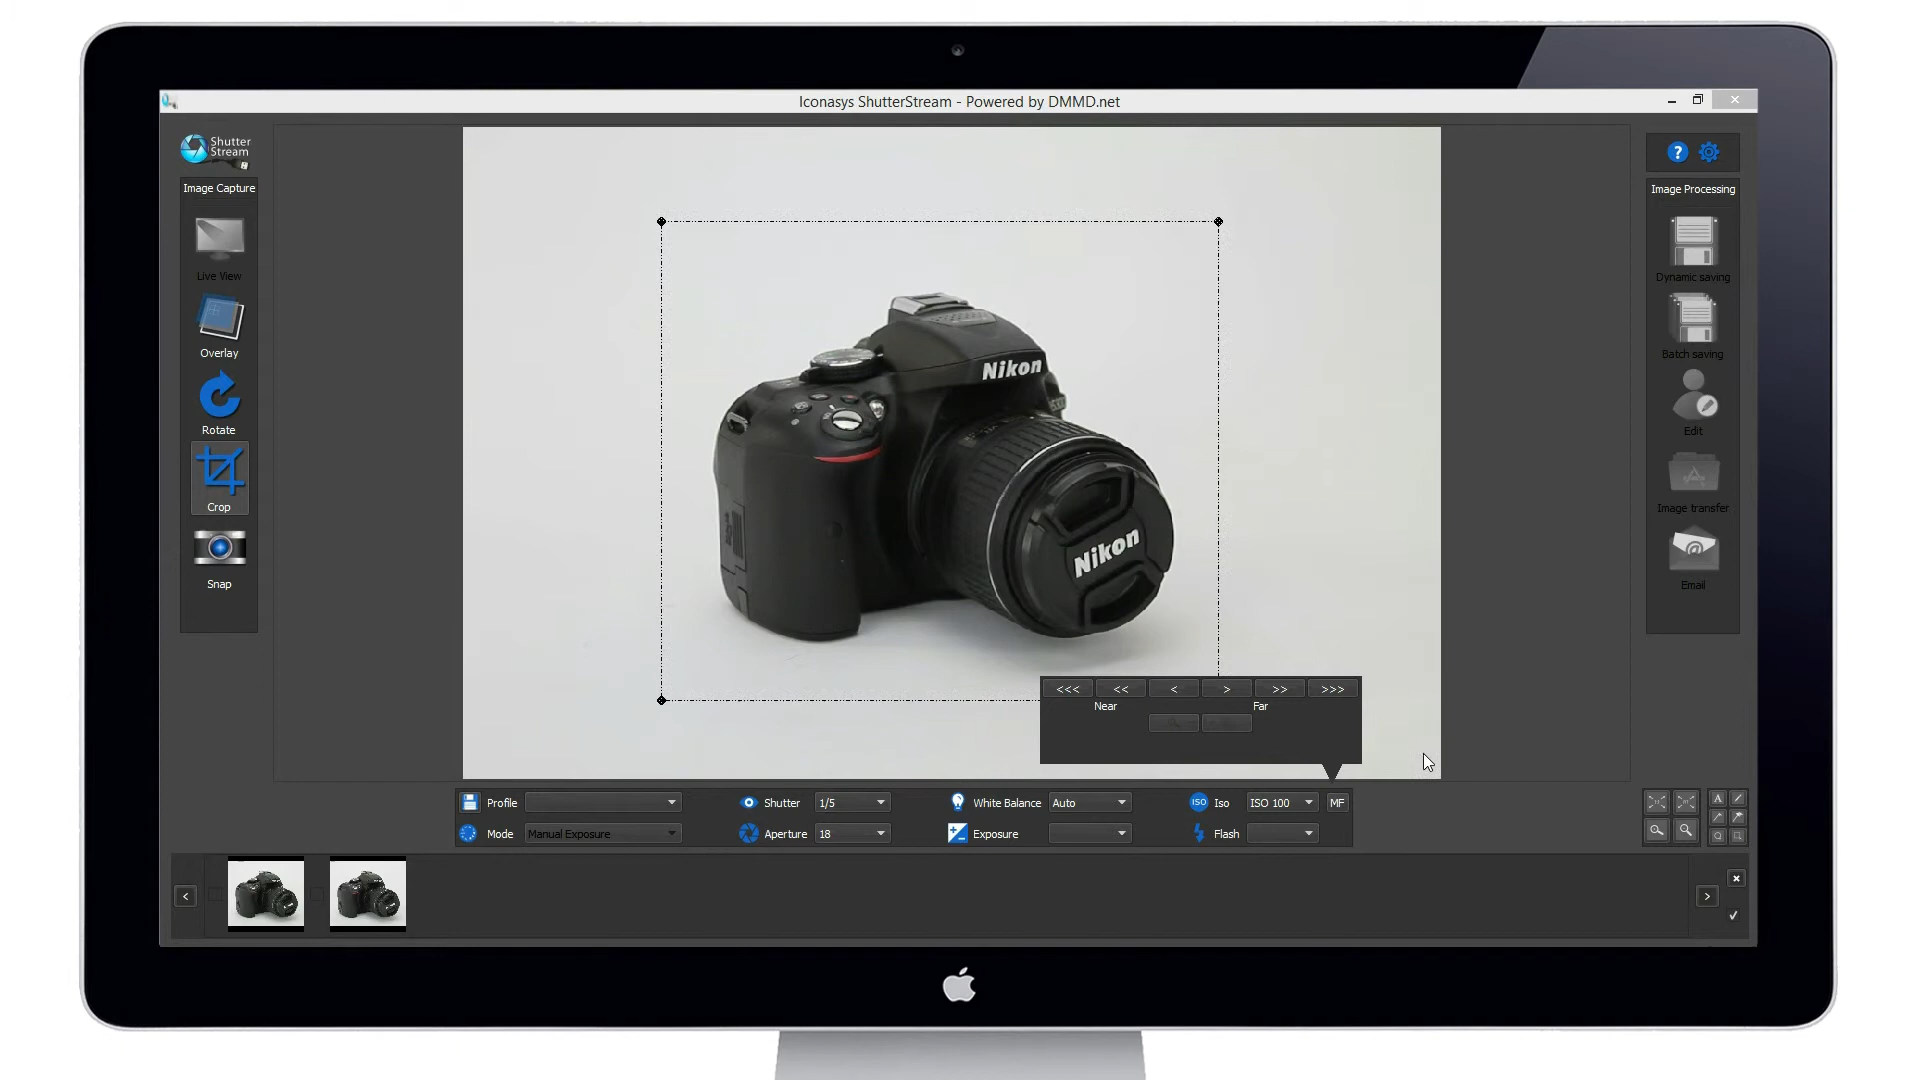 Iconasys ShutterStream - Powered by DMMD.net
Shutter
Stream
Image Capture
Live View
Overlay
Rotate
Crop
Snap
Nikon
Nikon
?
Image Processing
Dynamic saving
Batch saving
Edit
Image transfer
Email
<<< << < > >> >>>
Near Far
Profile Shutter 1/5 White Balance Auto ISO Iso ISO 100 MF
Mode Manual Exposure Aperture 18 Exposure Flash
A
< >